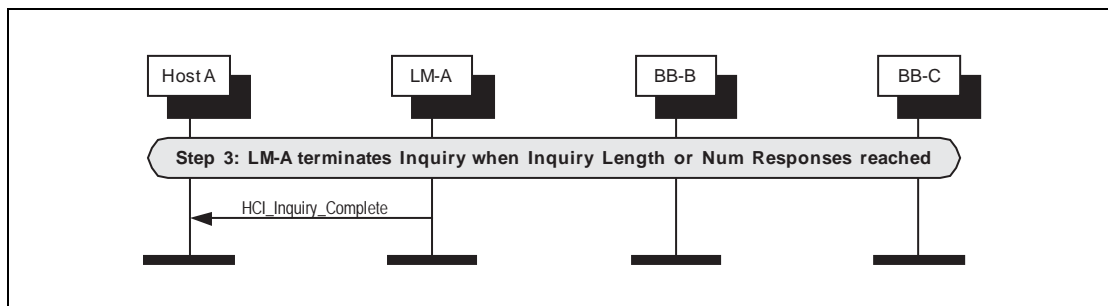 Host A
LM-A
BB-B
BB-C
Step 3: LM-A terminates Inquiry when Inquiry Length or Num Responses reached
HCI_Inquiry_Complete